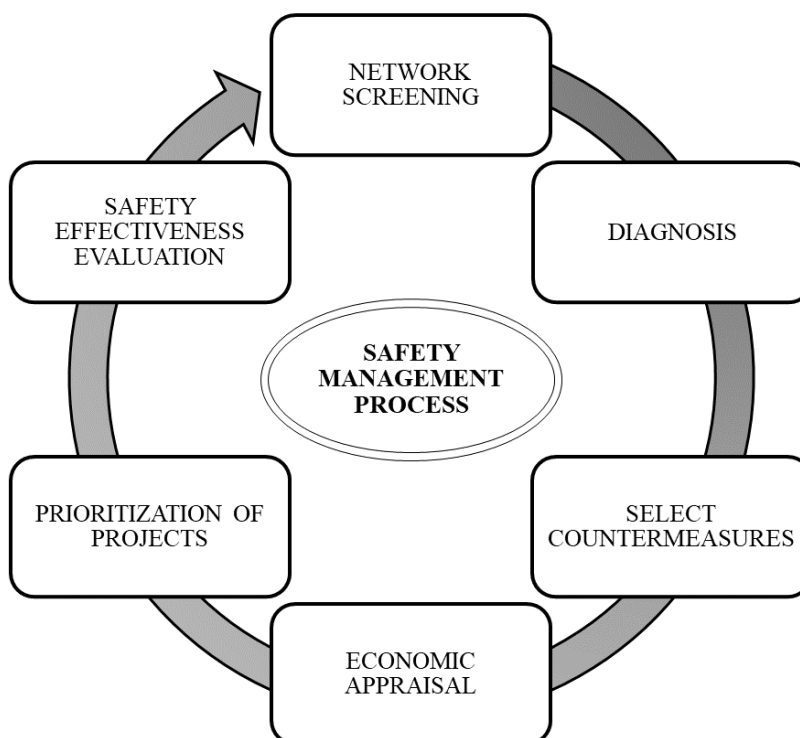 NETWORK
SCREENING
DIAGNOSIS
SELECT
COUNTERMEASURES
ECONOMIC
APPRAISAL
PRIORITIZATION OF
PROJECTS
SAFETY
EFFECTIVENESS
EVALUATION
SAFETY
MANAGEMENT
PROCESS